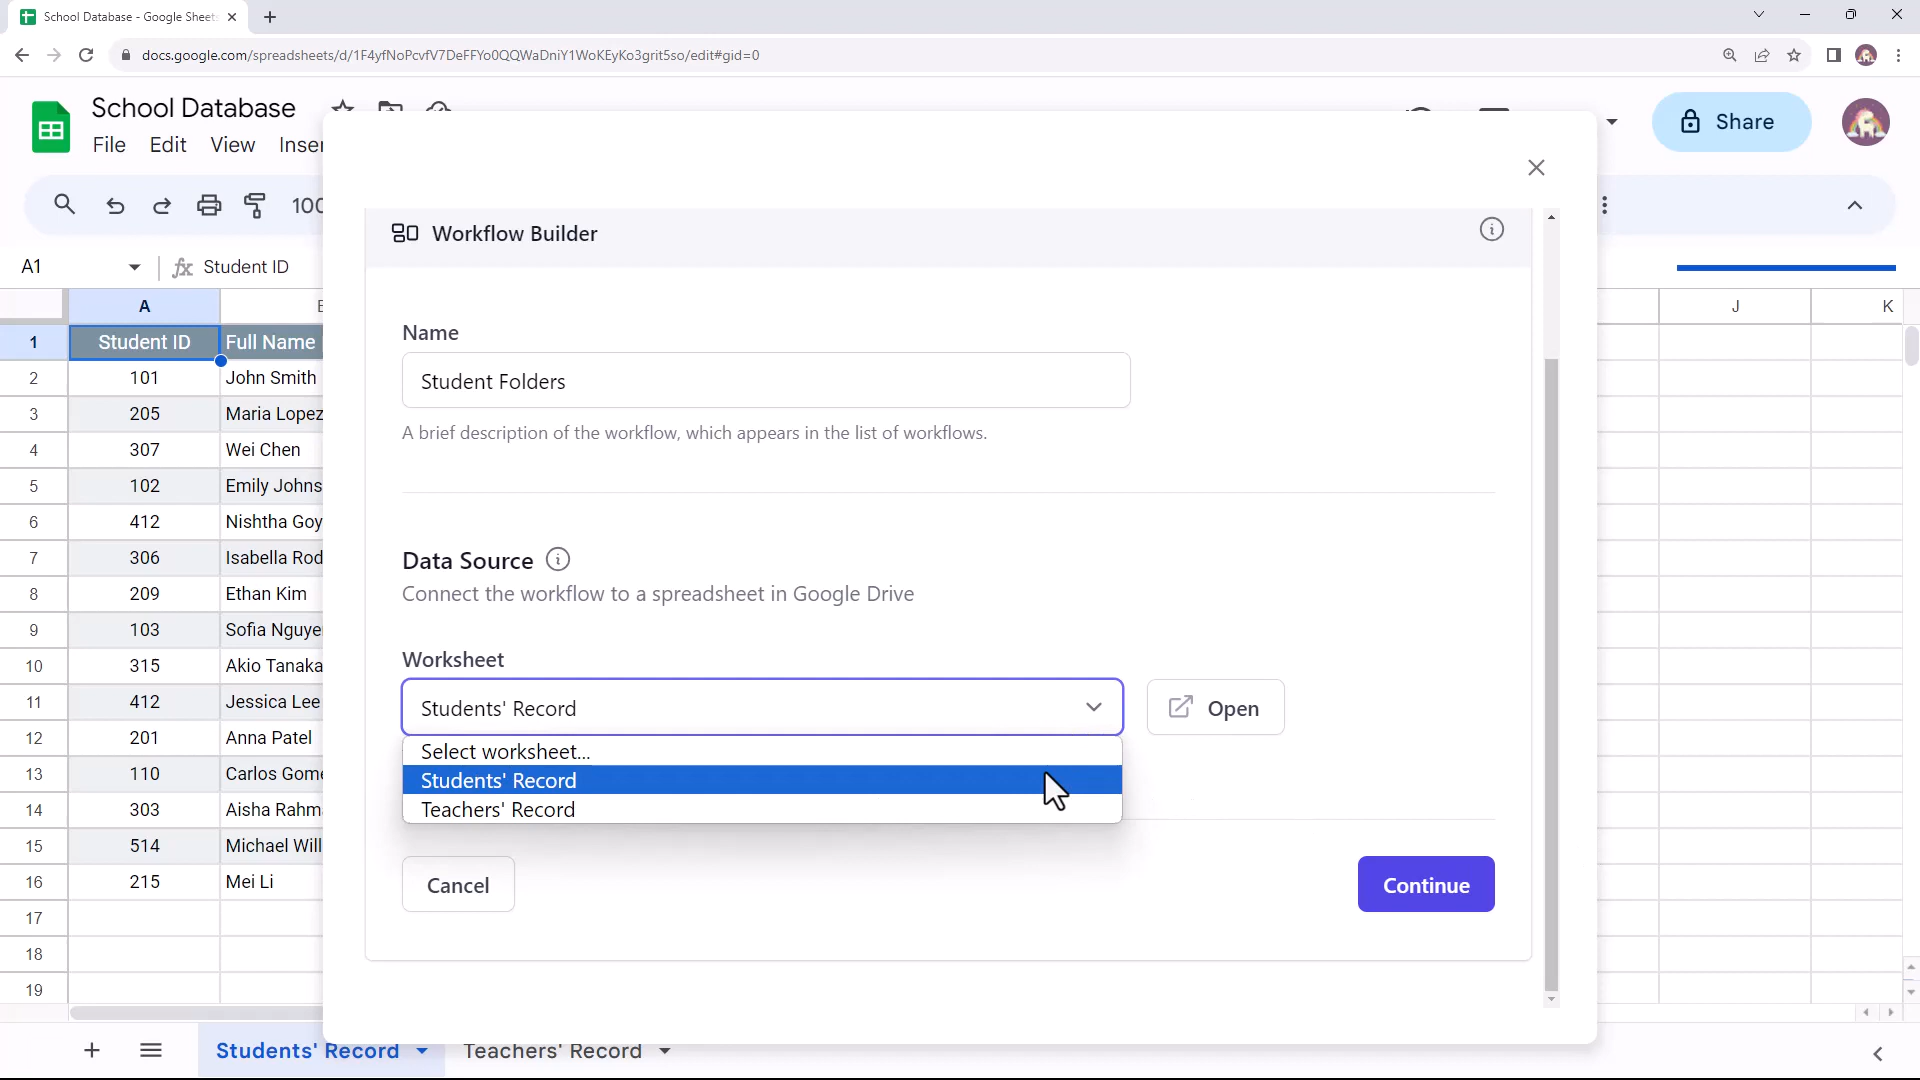 School Database - Google Sheets
docs.google.com/spreadsheets/d/1F4yfNoPcvfV7DeFFYo0QQWaDniY1WoKEyKo3grit5so/edit#gid=0
School Database
File Edit View Inser
Share
100
A1
Student ID
A
J K
1 Student ID Full Name
2 101 John Smith
3 205 Maria Lopez
4 307 Wei Chen
5 102 Emily Johns
6 412 Nishtha Goy
7 306 Isabella Rod
8 209 Ethan Kim
9 103 Sofia Nguye
10 315 Akio Tanaka
11 412 Jessica Lee
12 201 Anna Patel
13 110 Carlos Gome
14 303 Aisha Rahm
15 514 Michael Will
16 215 Mei Li
17
18
19
Workflow Builder
Name
Student Folders
A brief description of the workflow, which appears in the list of workflows.
Data Source
Connect the workflow to a spreadsheet in Google Drive
Worksheet
Students' Record
Open
Select worksheet...
Students' Record
Teachers' Record
Cancel
Continue
Students' Record Teachers' Record